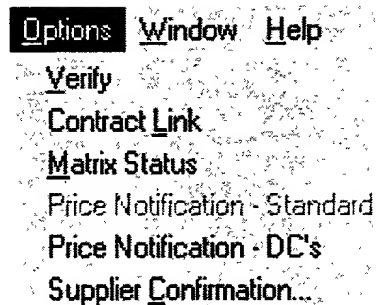 Options Window Help
Verify
Contract Link
Matrix Status
Price Notification - Standard
Price Notification - DC's
Supplier Confirmation...